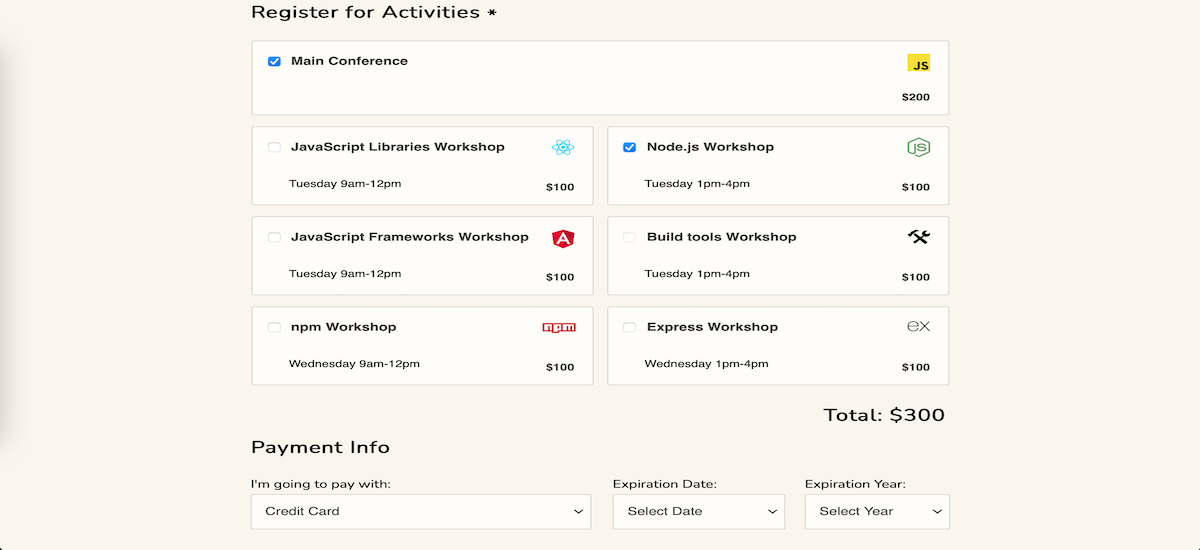 Register for Activities *
Main Conference
JS
$200
JavaScript Libraries Workshop
Tuesday 9am-12pm
$100
Node.js Workshop
JS
Tuesday 1pm-4pm
$100
JavaScript Frameworks Workshop
A
Tuesday 9am-12pm
$100
Build tools Workshop
Tuesday 1pm-4pm
$100
npm Workshop
npm
Wednesday 9am-12pm
$100
Express Workshop
ex
Wednesday 1pm-4pm
$100
Total: $300
Payment Info
I'm going to pay with:
Credit Card
Expiration Date:
Select Date
Expiration Year:
Select Year